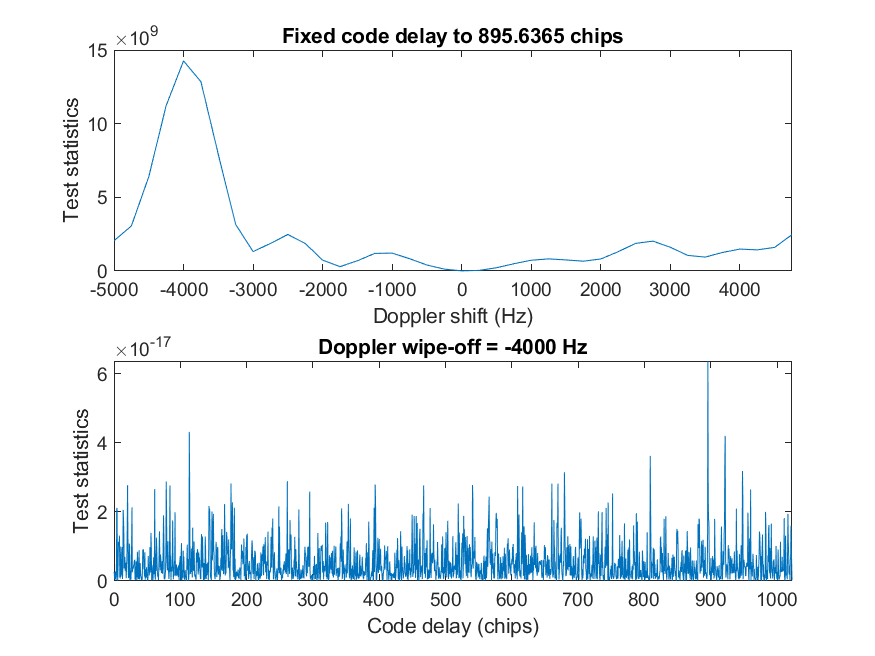 ×10⁹
Fixed code delay to 895.6365 chips
15
10
5
0
Test statistics
-5000 -4000 -3000 -2000 -1000 0 1000 2000 3000 4000
Doppler shift (Hz)
×10⁻¹⁷
Doppler wipe-off = -4000 Hz
6
4
2
0
Test statistics
0 100 200 300 400 500 600 700 800 900 1000
Code delay (chips)